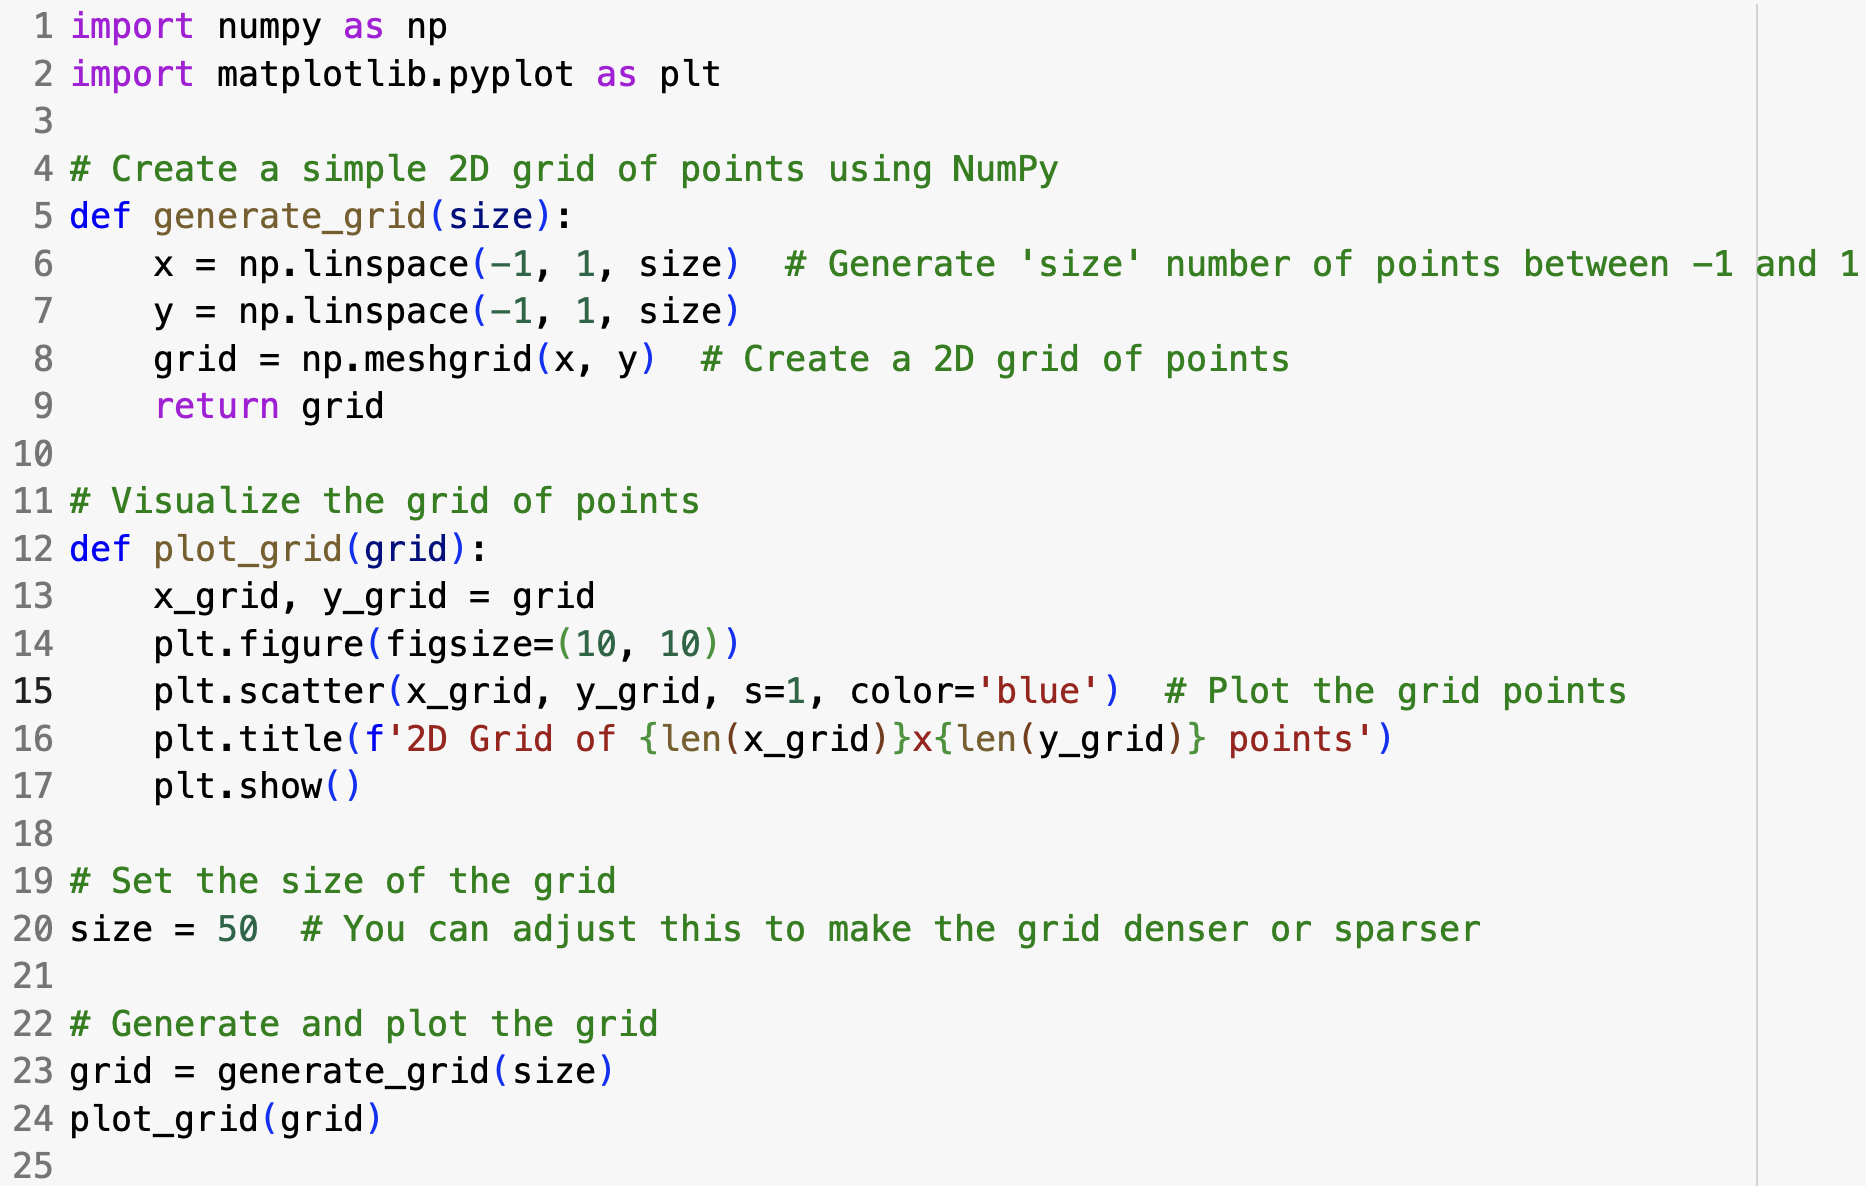 1 import numpy as np
2 import matplotlib.pyplot as plt
3
4 # Create a simple 2D grid of points using NumPy
5 def generate_grid(size):
6     x = np.linspace(-1, 1, size)  # Generate 'size' number of points between -1 and 1
7     y = np.linspace(-1, 1, size)
8     grid = np.meshgrid(x, y)  # Create a 2D grid of points
9     return grid
10
11 # Visualize the grid of points
12 def plot_grid(grid):
13     x_grid, y_grid = grid
14     plt.figure(figsize=(10, 10))
15     plt.scatter(x_grid, y_grid, s=1, color='blue')  # Plot the grid points
16     plt.title(f'2D Grid of {len(x_grid)}x{len(y_grid)} points')
17     plt.show()
18
19 # Set the size of the grid
20 size = 50  # You can adjust this to make the grid denser or sparser
21
22 # Generate and plot the grid
23 grid = generate_grid(size)
24 plot_grid(grid)
25